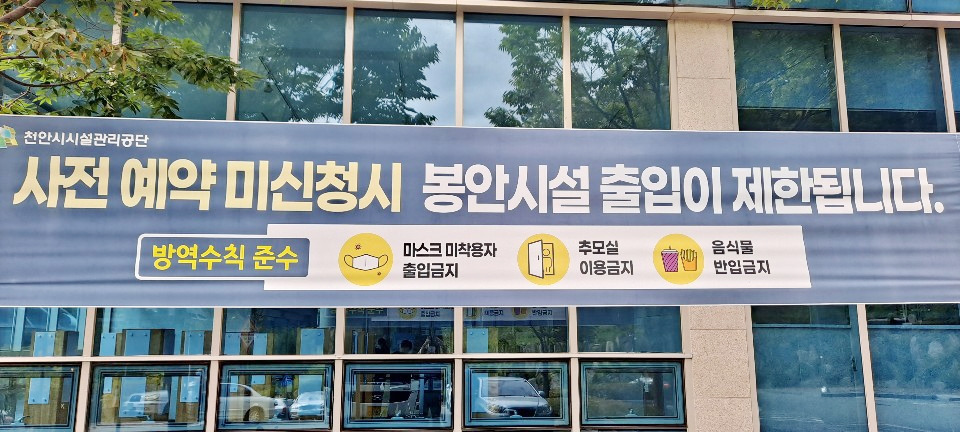 천안시시설관리공단
사전 예약 미신청시 봉안시설 출입이 제한됩니다.
방역수칙 준수
마스크 미착용자
출입금지
추모실
이용금지
음식물
반입금지